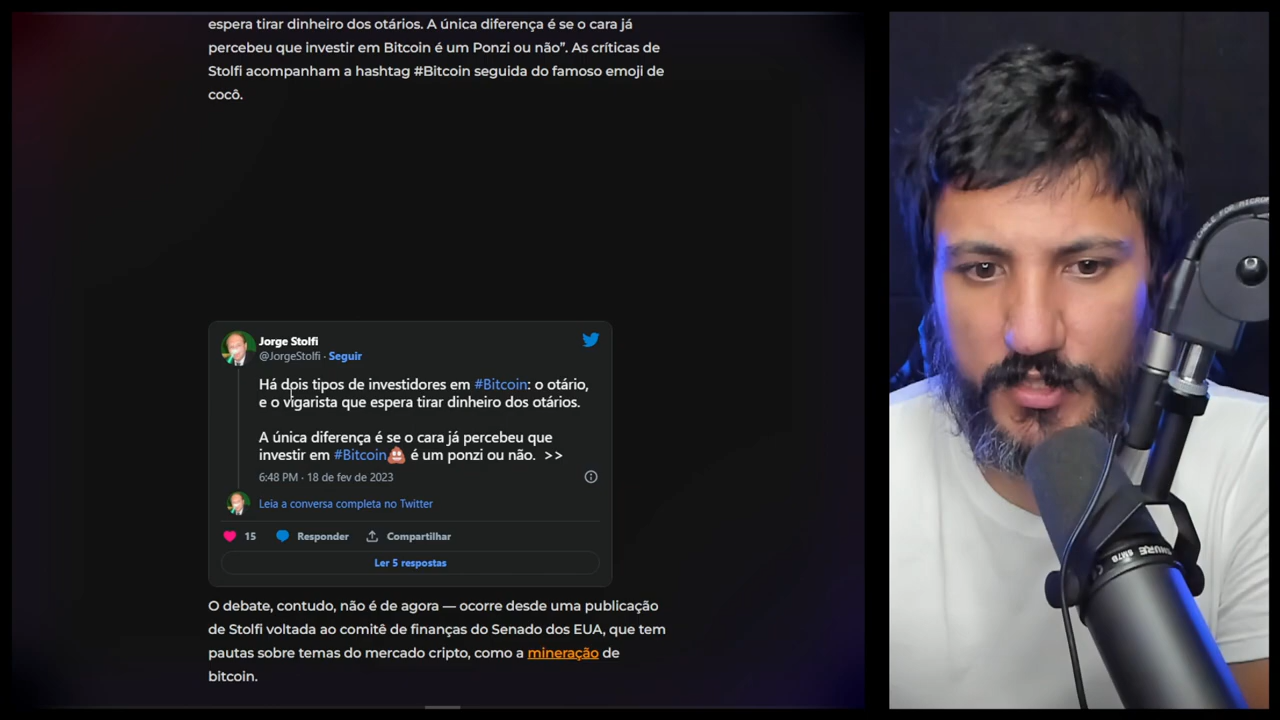 espera tirar dinheiro dos otários. A única diferença é se o cara já
percebeu que investir em Bitcoin é um Ponzi ou não”. As críticas de
Stolfi acompanham a hashtag #Bitcoin seguida do famoso emoji de
cocô.
Jorge Stolfi
@JorgeStolfi · Seguir
Há dois tipos de investidores em #Bitcoin: o otário,
e o vigarista que espera tirar dinheiro dos otários.
A única diferença é se o cara já percebeu que
investir em #Bitcoin💩 é um ponzi ou não. >>
6:48 PM · 18 de fev de 2023
Leia a conversa completa no Twitter
15 Responder Compartilhar
Ler 5 respostas
O debate, contudo, não é de agora — ocorre desde uma publicação
de Stolfi voltada ao comitê de finanças do Senado dos EUA, que tem
pautas sobre temas do mercado cripto, como a mineração de
bitcoin.
CABLE FOR MICROP
SHURE SM7B